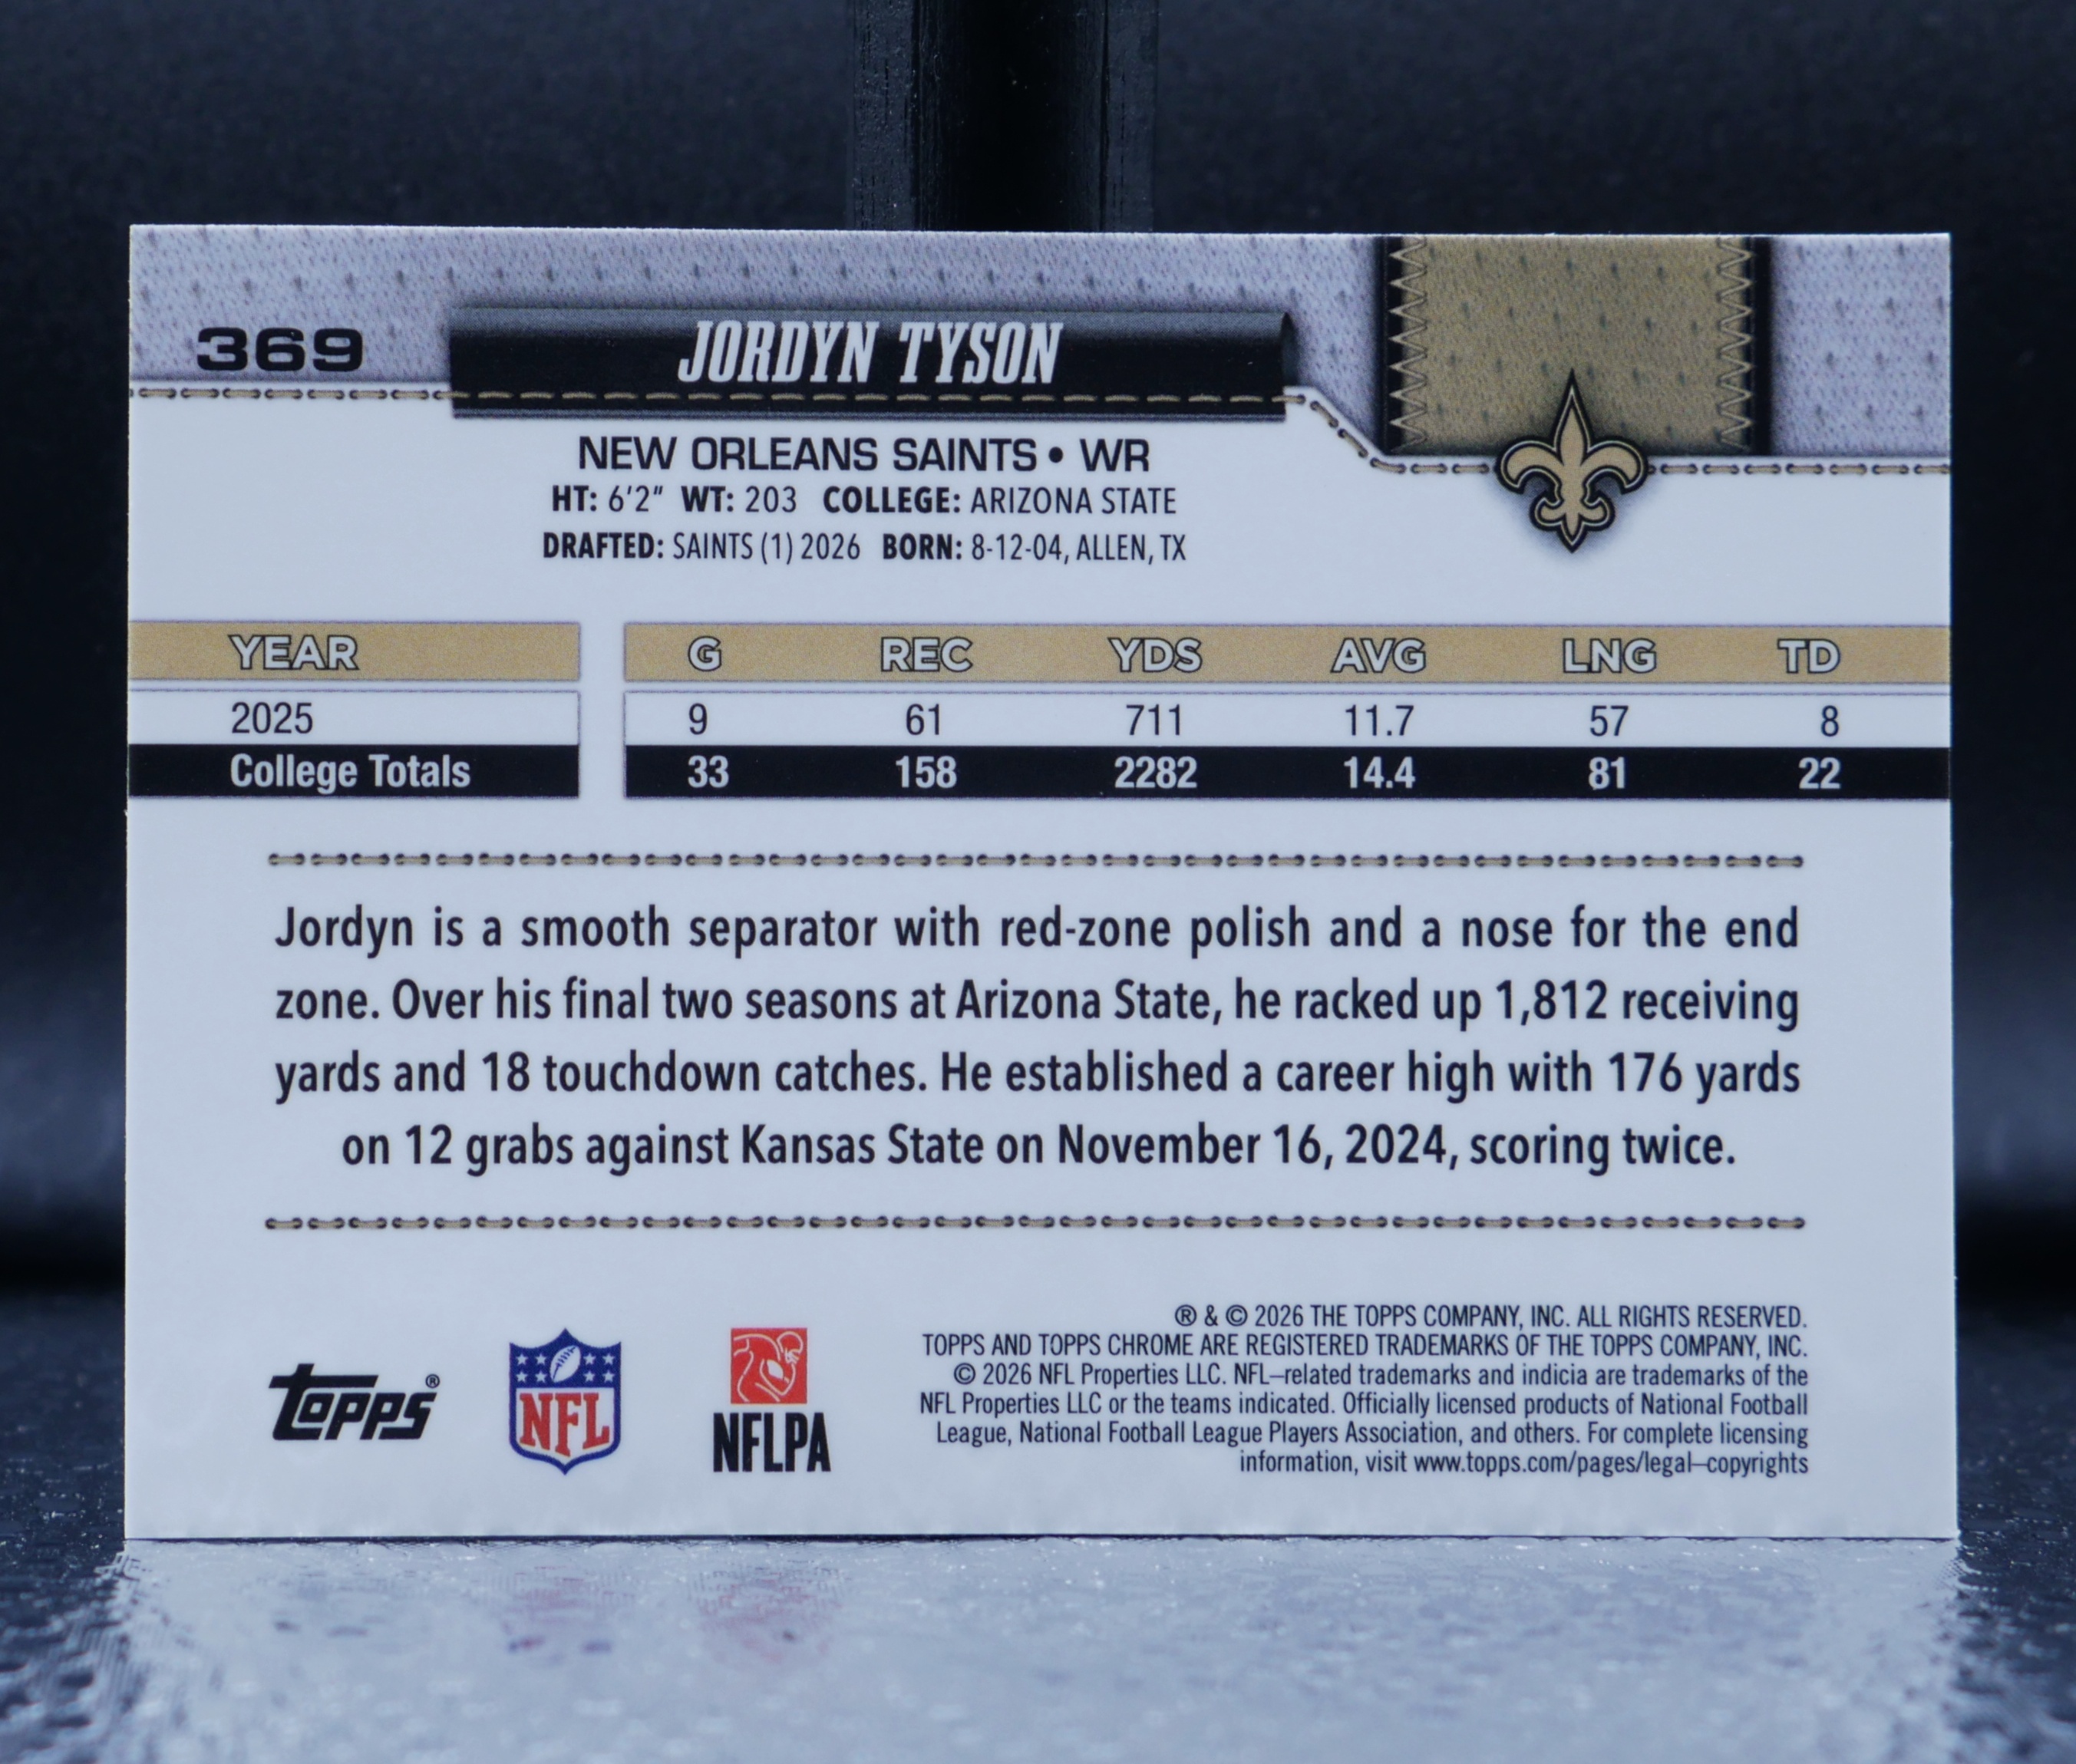 369
JORDYN TYSON
NEW ORLEANS SAINTS • WR
HT: 6'2" WT: 203 COLLEGE: ARIZONA STATE
DRAFTED: SAINTS (1) 2026 BORN: 8-12-04, ALLEN, TX
YEAR G REC YDS AVG LNG TD
2025 9 61 711 11.7 57 8
College Totals 33 158 2282 14.4 81 22
Jordyn is a smooth separator with red-zone polish and a nose for the end
zone. Over his final two seasons at Arizona State, he racked up 1,812 receiving
yards and 18 touchdown catches. He established a career high with 176 yards
on 12 grabs against Kansas State on November 16, 2024, scoring twice.
topps®
NFL
NFLPA
® & © 2026 THE TOPPS COMPANY, INC. ALL RIGHTS RESERVED.
TOPPS AND TOPPS CHROME ARE REGISTERED TRADEMARKS OF THE TOPPS COMPANY, INC.
© 2026 NFL Properties LLC. NFL–related trademarks and indicia are trademarks of the
NFL Properties LLC or the teams indicated. Officially licensed products of National Football
League, National Football League Players Association, and others. For complete licensing
information, visit www.topps.com/pages/legal–copyrights